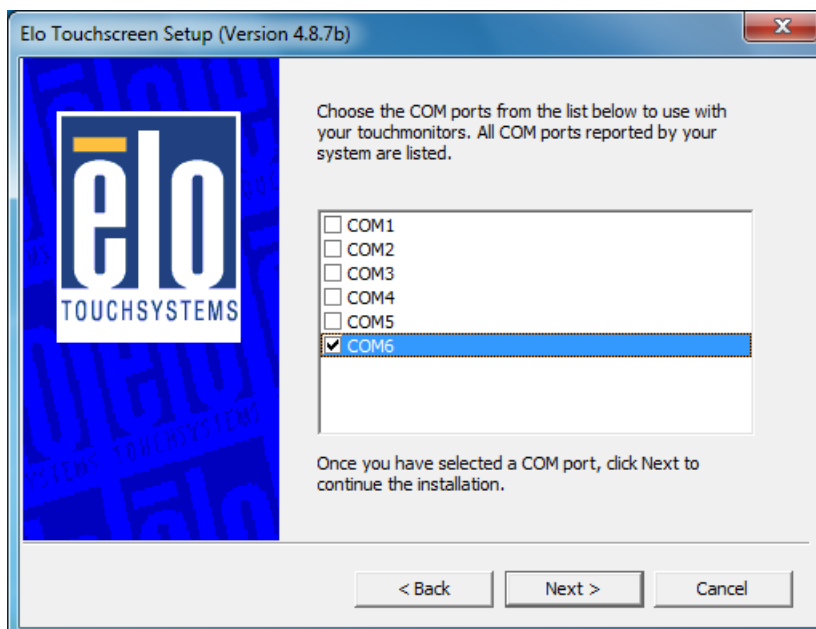 Elo Touchscreen Setup (Version 4.8.7b)
Choose the COM ports from the list below to use with
your touchmonitors. All COM ports reported by your
system are listed.
elo
TOUCHSYSTEMS
COM1
COM2
COM3
COM4
COM5
COM6
Once you have selected a COM port, click Next to
continue the installation.
< Back
Next >
Cancel